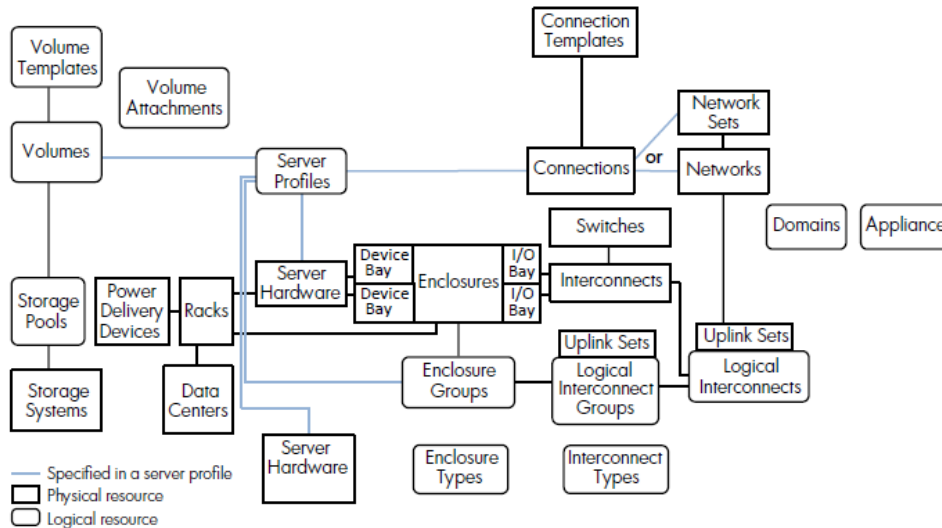 Volume
Templates
Volume
Attachments
Volumes
Connection
Templates
Network
Sets
Server
Profiles
Connections
or
Networks
Domains
Appliance
Switches
Storage
Pools
Power
Delivery
Devices
Racks
Server
Hardware
Device
Bay
Device
Bay
Enclosures
I/O
Bay
I/O
Bay
Interconnects
Storage
Systems
Data
Centers
Enclosure
Groups
Uplink Sets
Logical
Interconnect
Groups
Uplink Sets
Logical
Interconnects
Server
Hardware
Enclosure
Types
Interconnect
Types
Specified in a server profile
Physical resource
Logical resource